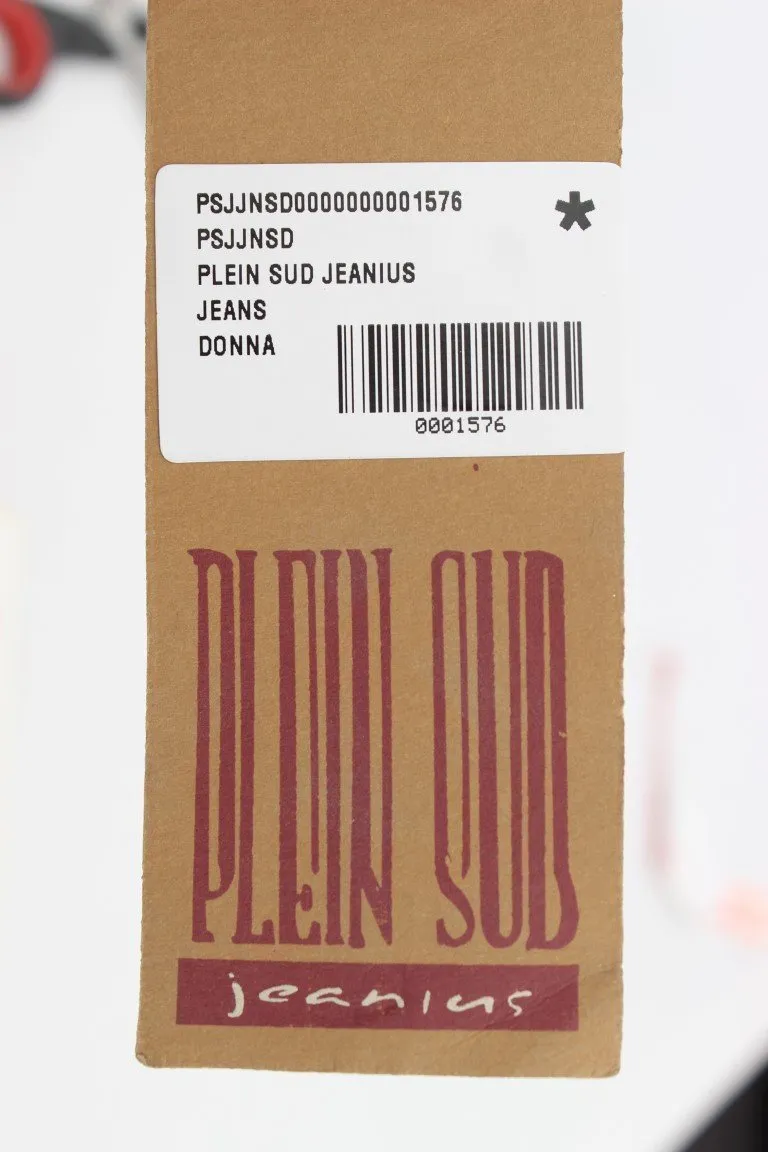 PSJJNSD0000000001576
*
PSJJNSD
PLEIN SUD JEANIUS
JEANS
DONNA
0001576
PLEIN SUD
jeanius